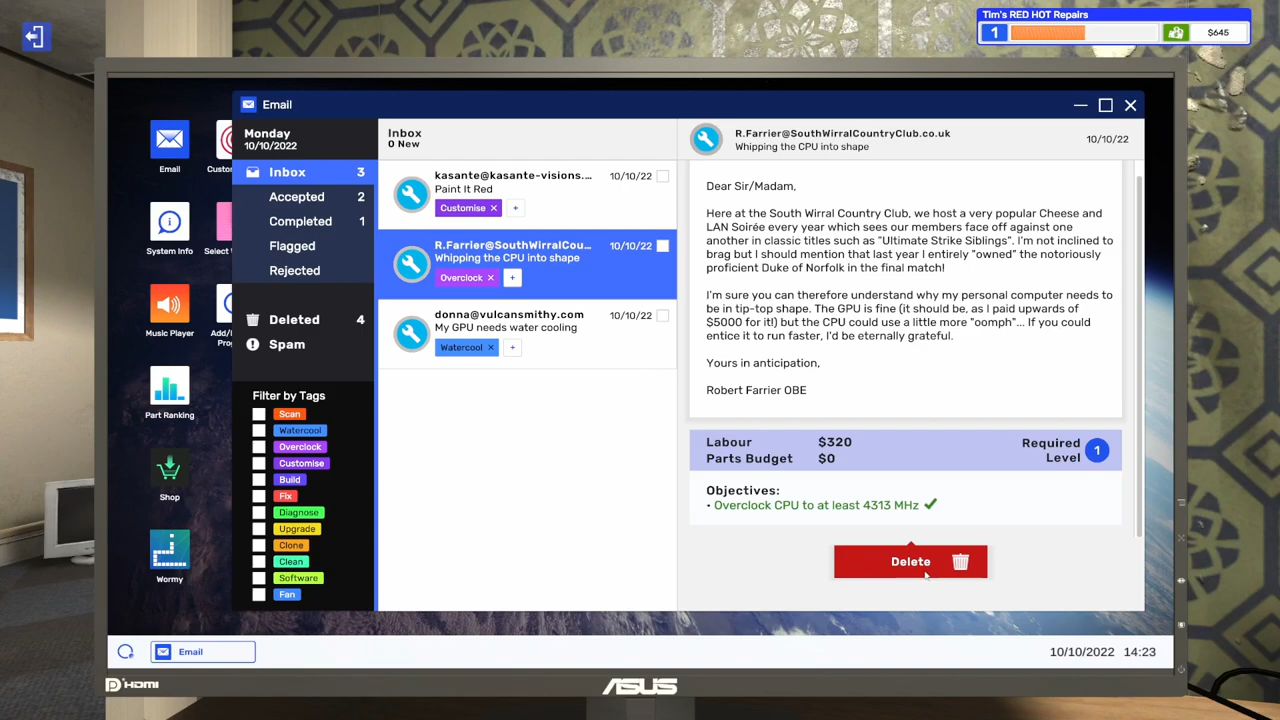 Tim's RED HOT Repairs
1
$645
Email
Monday
10/10/2022
Inbox 3
Accepted 2
Completed 1
Flagged
Rejected
Deleted 4
Spam
Filter by Tags
Scan
Watercool
Overclock
Customise
Build
Fix
Diagnose
Upgrade
Clone
Clean
Software
Fan
Email
System Info
Music Player
Part Ranking
Shop
Wormy
Inbox
0 New
kasante@kasante-visions.... 10/10/22
Paint It Red
Customise ✕ +
R.Farrier@SouthWirralCou... 10/10/22
Whipping the CPU into shape
Overclock ✕ +
donna@vulcansmithy.com 10/10/22
My GPU needs water cooling
Watercool ✕ +
R.Farrier@SouthWirralCountryClub.co.uk
Whipping the CPU into shape
10/10/22
Dear Sir/Madam,
Here at the South Wirral Country Club, we host a very popular Cheese and
LAN Soirée every year which sees our members face off against one
another in classic titles such as "Ultimate Strike Siblings". I'm not inclined to
brag but I should mention that last year I entirely "owned" the notoriously
proficient Duke of Norfolk in the final match!
I'm sure you can therefore understand why my personal computer needs to
be in tip-top shape. The GPU is fine (it should be, as I paid upwards of
$5000 for it!) but the CPU could use a little more "oomph"... If you could
entice it to run faster, I'd be eternally grateful.
Yours in anticipation,
Robert Farrier OBE
Labour $320
Parts Budget $0
Required
Level 1
Objectives:
• Overclock CPU to at least 4313 MHz
Delete
Email
10/10/2022 14:23
HDMI
ASUS